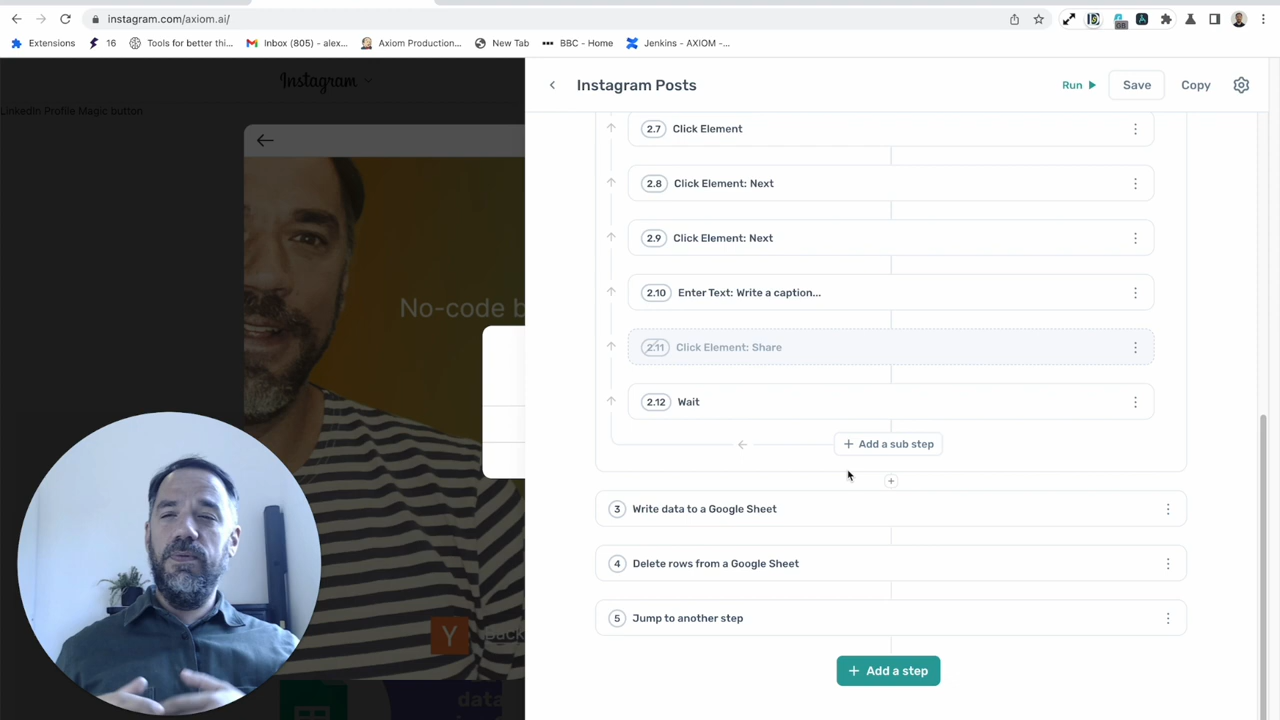 instagram.com/axiom.ai/
GB
Extensions
16
Tools for better thi...
Inbox (805) - alex...
Axiom Production...
New Tab
BBC - Home
Jenkins - AXIOM -...
Instagram
LinkedIn Profile Magic button
Instagram Posts
Run
Save
Copy
2.7 Click Element
2.8 Click Element: Next
2.9 Click Element: Next
2.10 Enter Text: Write a caption...
2.11 Click Element: Share
2.12 Wait
+ Add a sub step
3 Write data to a Google Sheet
4 Delete rows from a Google Sheet
5 Jump to another step
+ Add a step
No-code b
Y Back
data